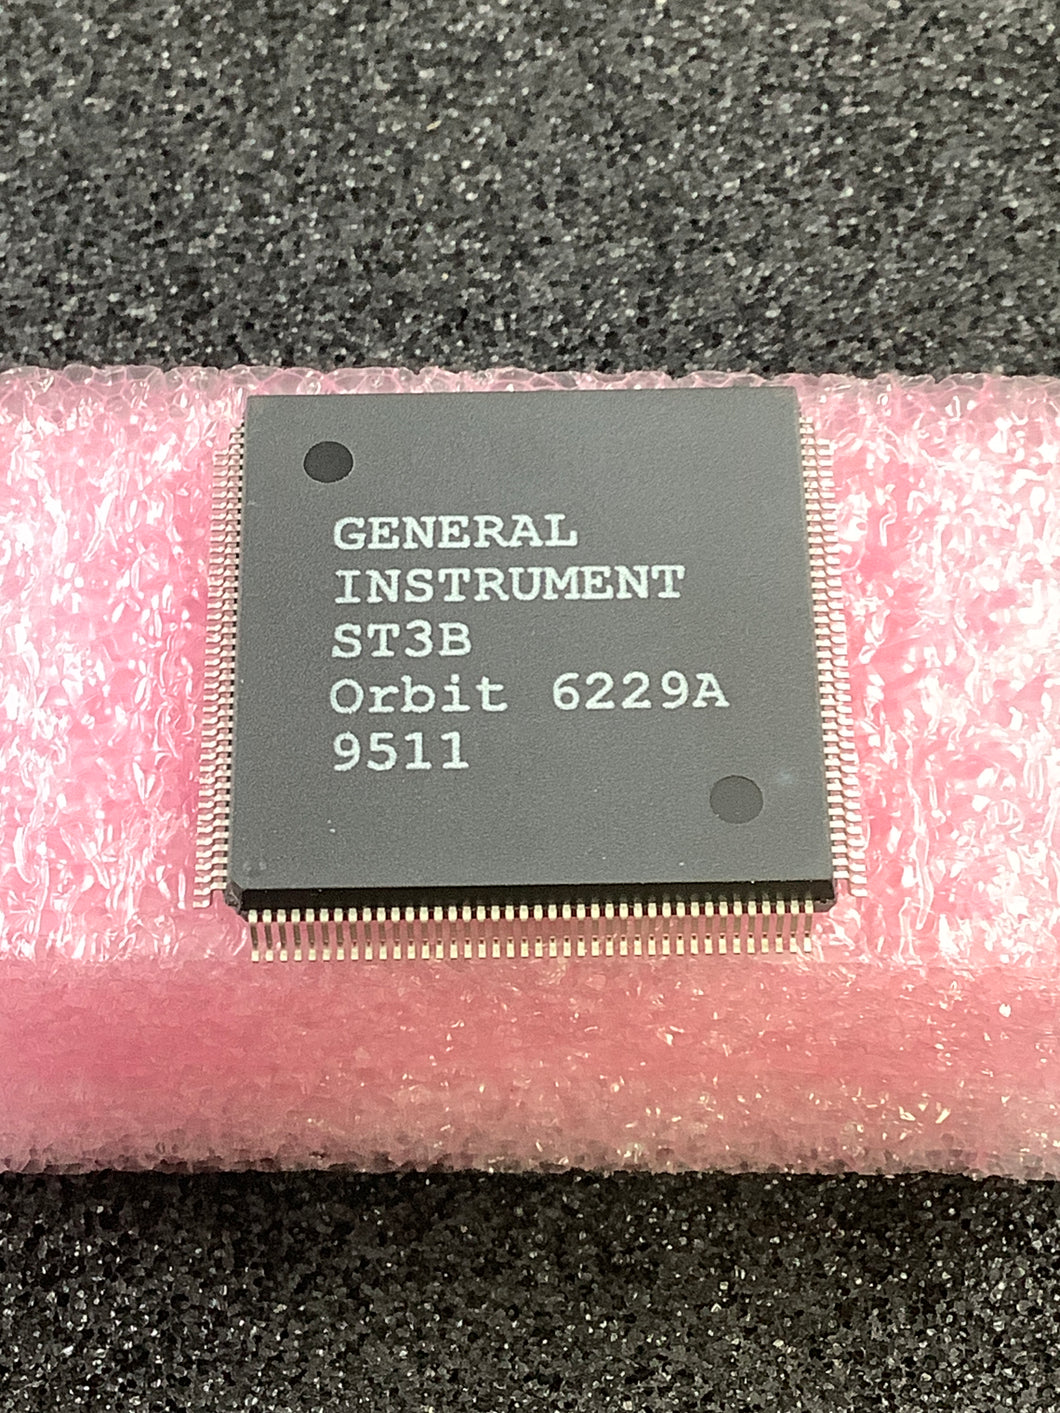 GENERAL
INSTRUMENT
ST3B
Orbit 6229A
9511